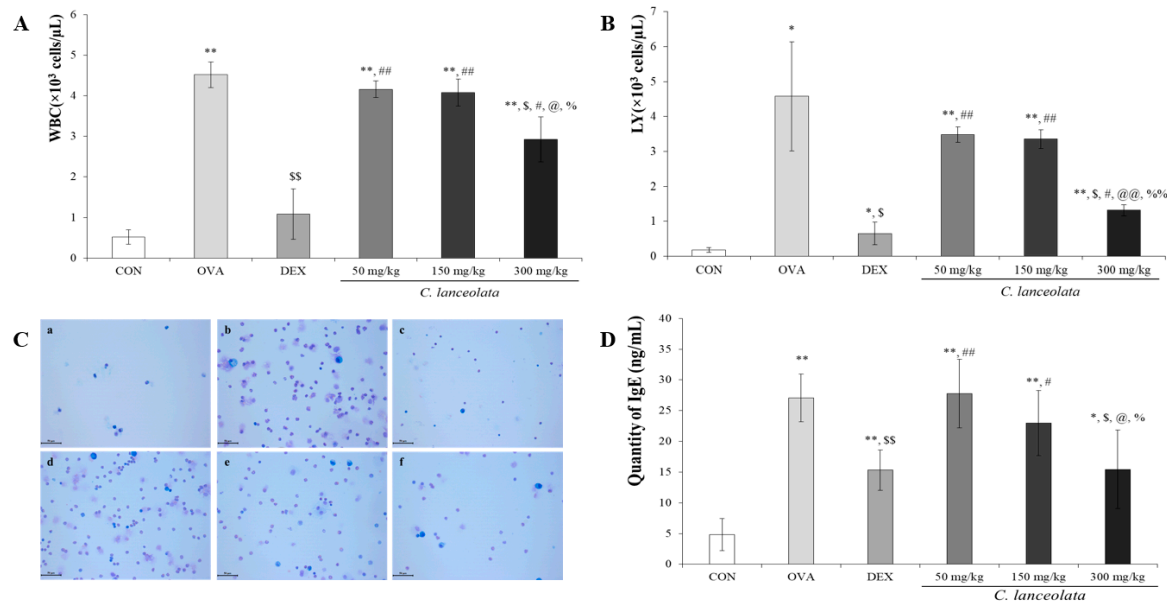 A
WBC(×10³ cells/μL)
6
5
4
3
2
1
0
**
$$
**, ##
**, ##
**, $, #, @, %
CON
OVA
DEX
50 mg/kg
150 mg/kg
300 mg/kg
C. lanceolata
B
LY(×10³ cells/μL)
7
6
5
4
3
2
1
0
*
*, $
**, ##
**, ##
**, $, #, @@, %%
CON
OVA
DEX
50 mg/kg
150 mg/kg
300 mg/kg
C. lanceolata
C
a
b
c
d
e
f
D
Quantity of IgE (ng/mL)
40
35
30
25
20
15
10
5
0
**
**, $$
**, ##
**, #
*, $, @, %
CON
OVA
DEX
50 mg/kg
150 mg/kg
300 mg/kg
C. lanceolata